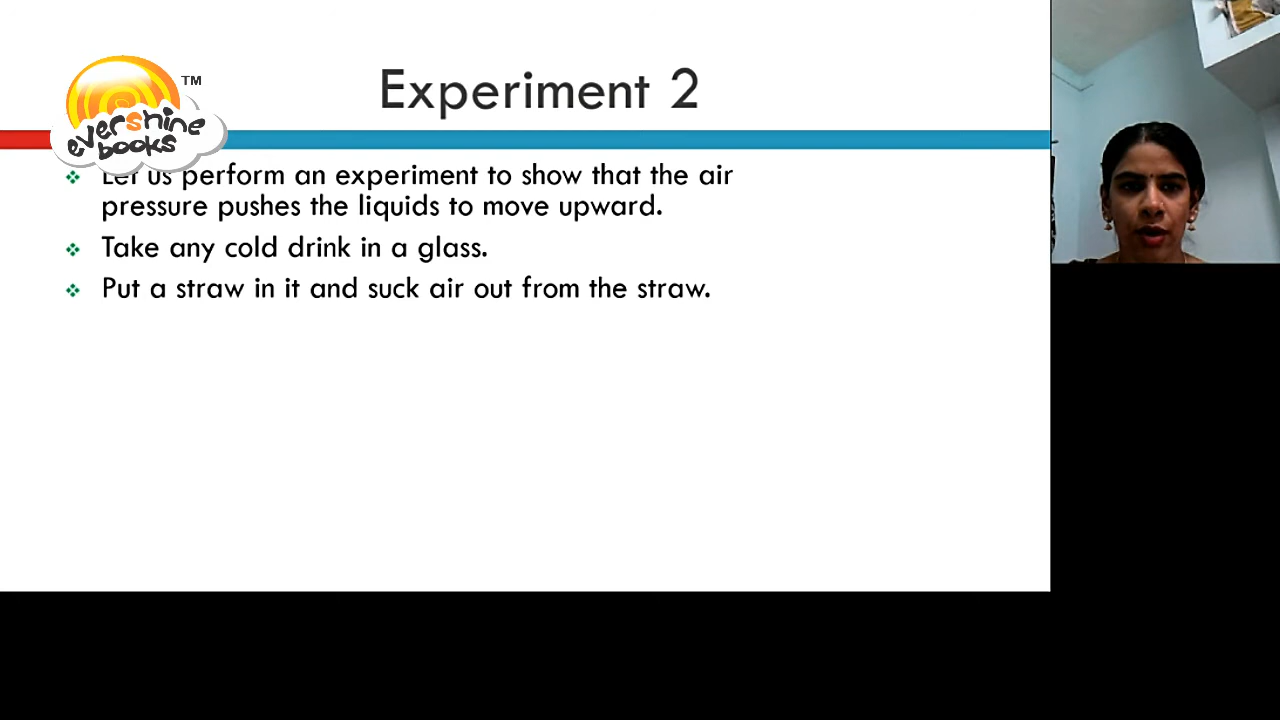 Experiment 2
TM
evershine
books
Let us perform an experiment to show that the air
pressure pushes the liquids to move upward.
Take any cold drink in a glass.
Put a straw in it and suck air out from the straw.